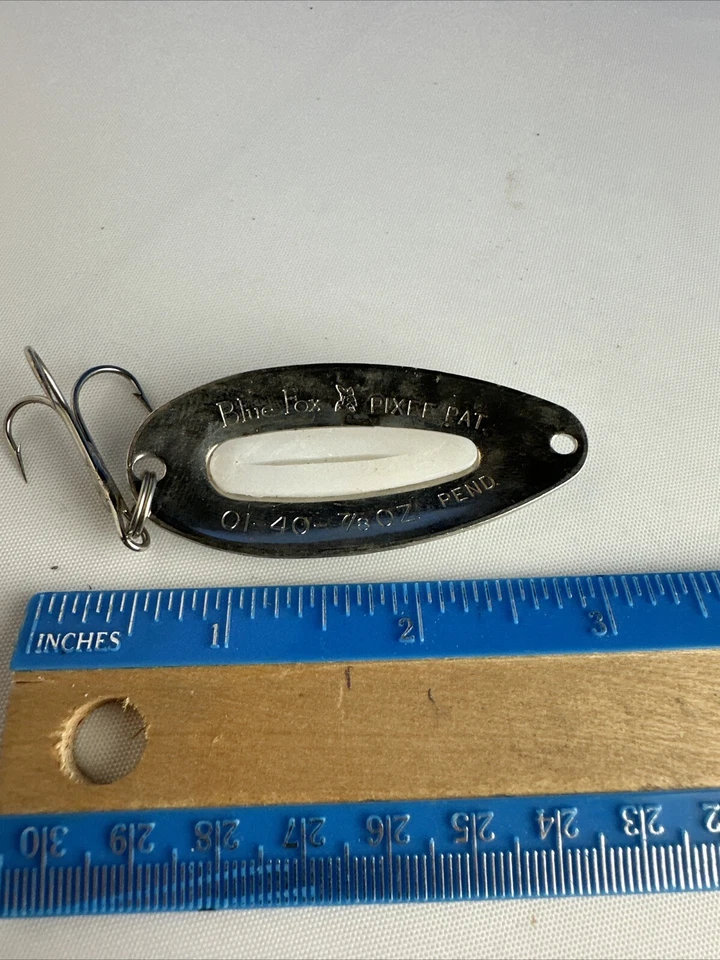 Blue Fox PIXEE PAT.
01-40- 7/8 OZ. PEND.
INCHES 1 2 3
30 29 28 27 26 25 24 23 2